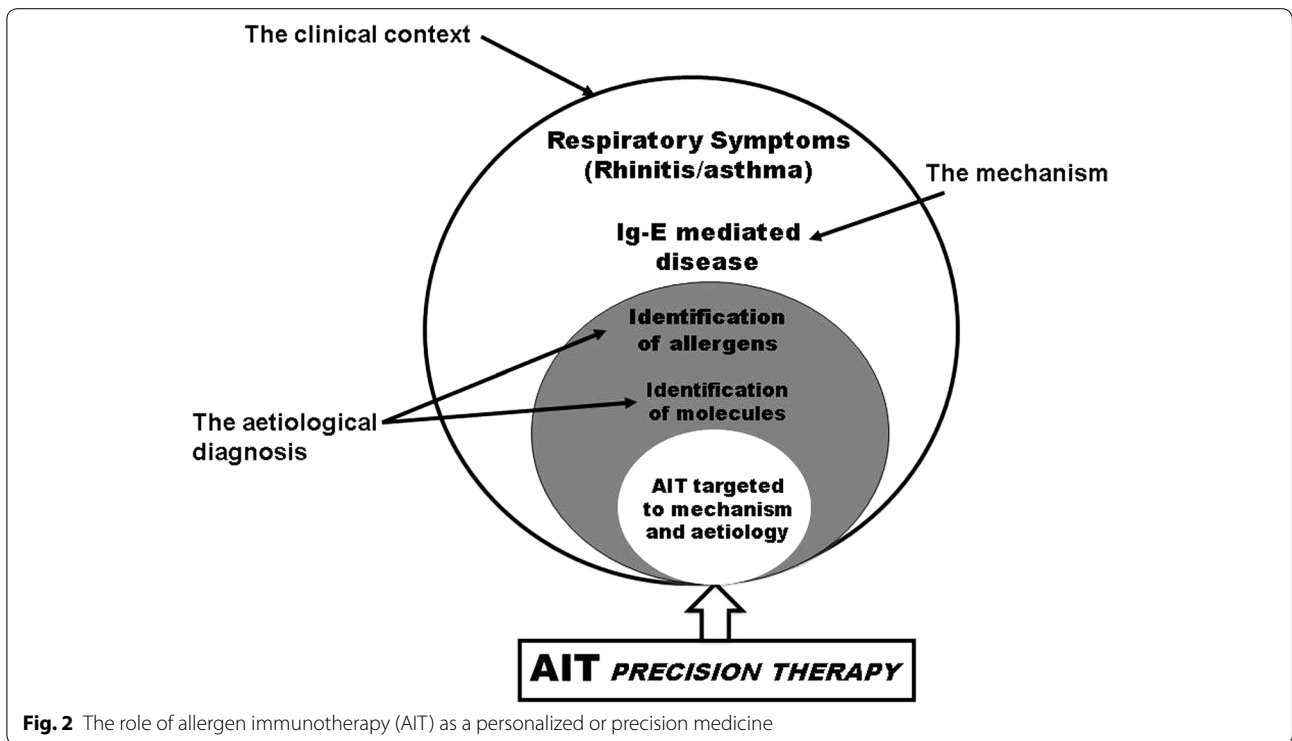 The clinical context
Respiratory Symptoms
(Rhinitis/asthma)
The mechanism
Ig-E mediated
disease
Identification
of allergens
Identification
of molecules
The aetiological
diagnosis
AIT targeted
to mechanism
and aetiology
AIT PRECISION THERAPY
Fig. 2 The role of allergen immunotherapy (AIT) as a personalized or precision medicine